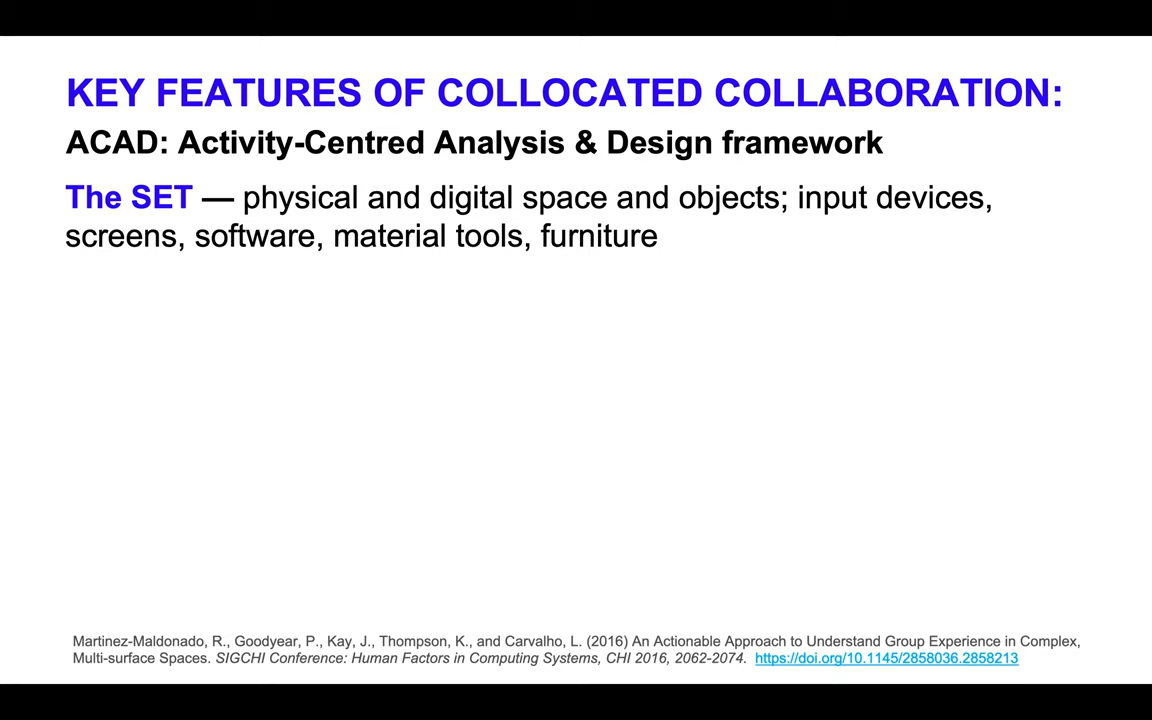 KEY FEATURES OF COLLOCATED COLLABORATION:
ACAD: Activity-Centred Analysis & Design framework
The SET — physical and digital space and objects; input devices,
screens, software, material tools, furniture
Martinez-Maldonado, R., Goodyear, P., Kay, J., Thompson, K., and Carvalho, L. (2016) An Actionable Approach to Understand Group Experience in Complex,
Multi-surface Spaces. SIGCHI Conference: Human Factors in Computing Systems, CHI 2016, 2062-2074. https://doi.org/10.1145/2858036.2858213